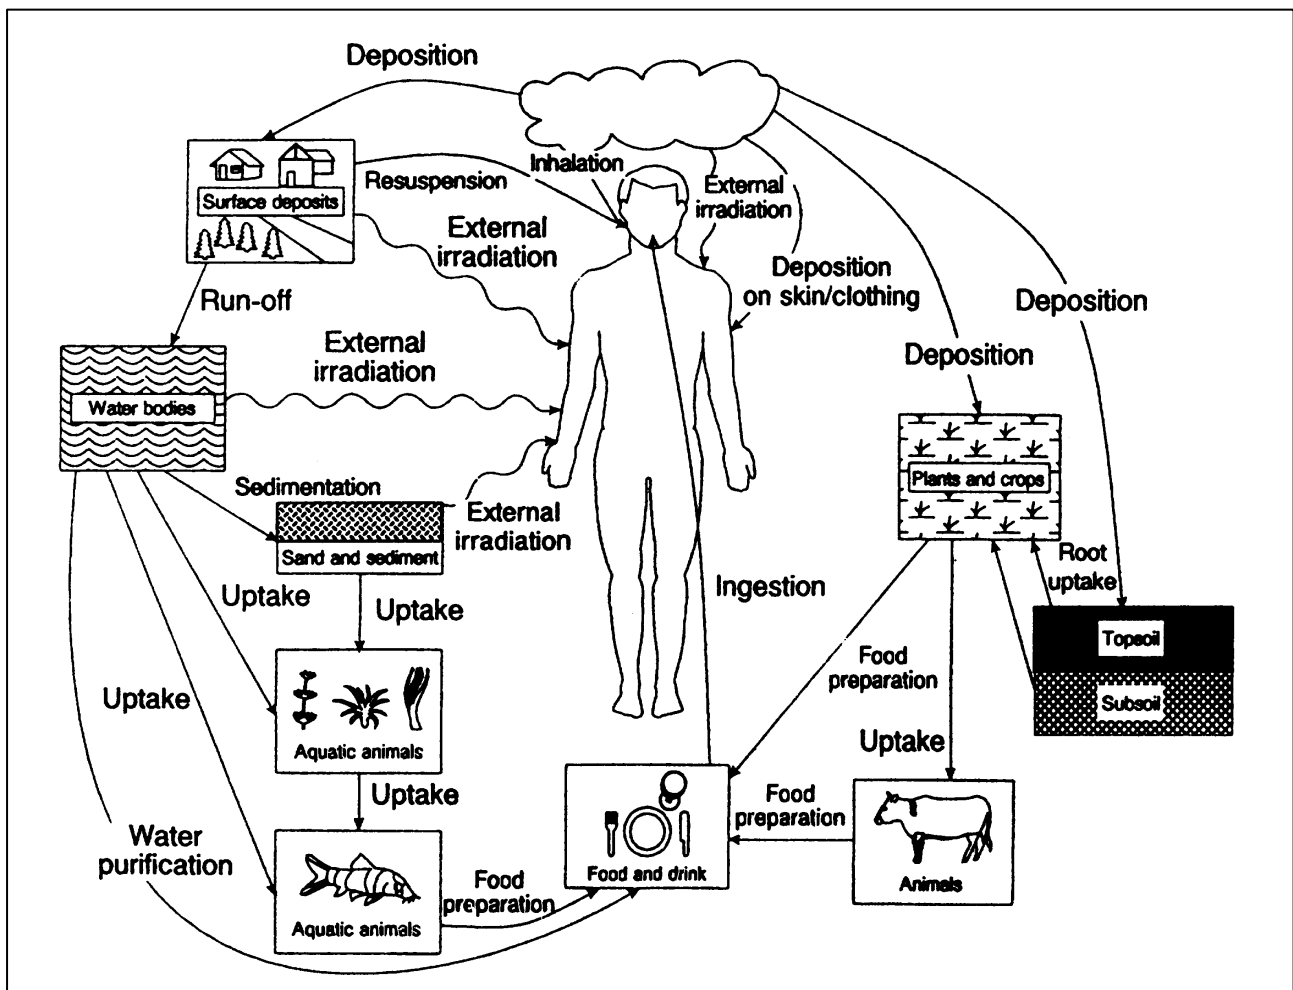 Deposition
Inhalation
Resuspension
Surface deposits
External
irradiation
External
irradiation
Deposition
on skin/clothing
Deposition
Deposition
Run-off
External
irradiation
Water bodies
Plants and crops
Sedimentation
Sand and sediment
External
irradiation
Root
uptake
Uptake
Uptake
Ingestion
Topsoil
Subsoil
Food
preparation
Uptake
Aquatic animals
Uptake
Uptake
Food
preparation
Water
purification
Food and drink
Animals
Food
preparation
Aquatic animals